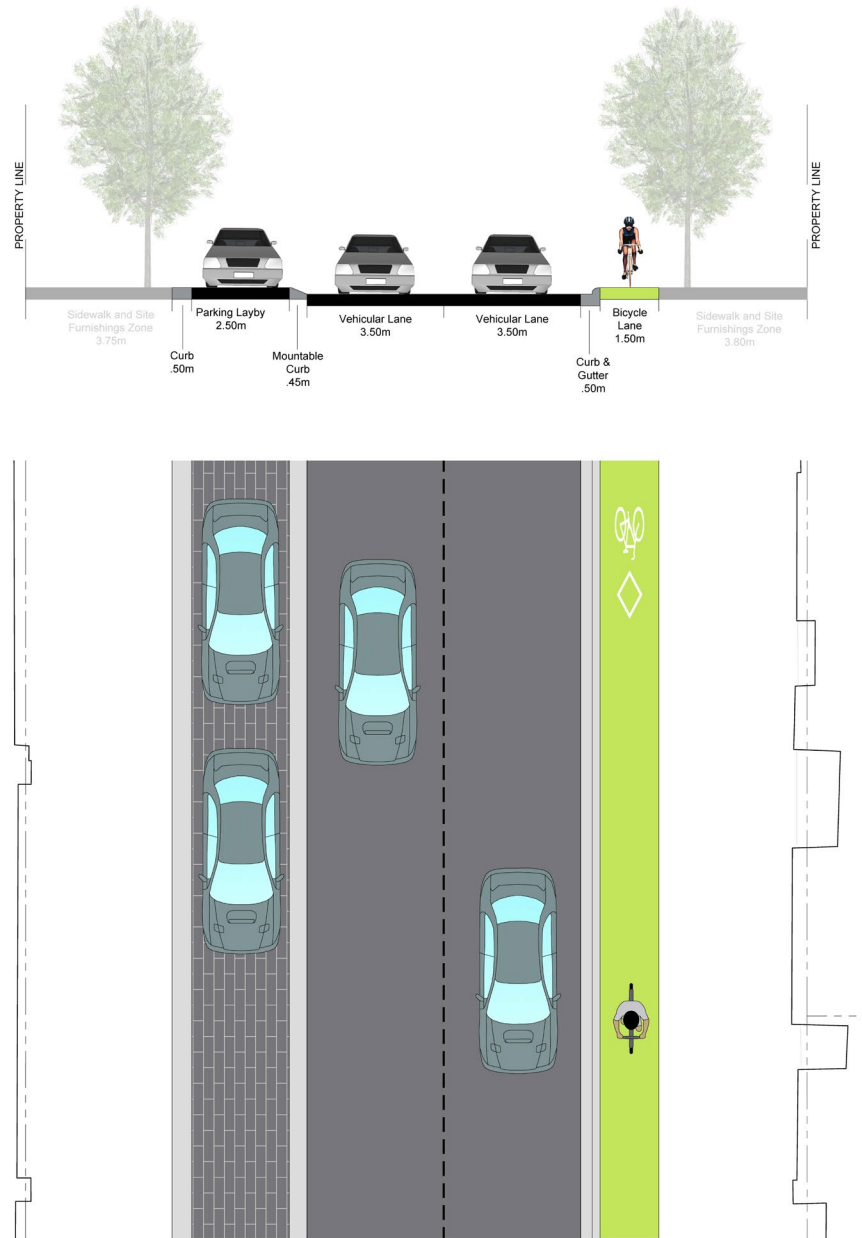 PROPERTY LINE
PROPERTY LINE
Sidewalk and Site
Furnishings Zone
3.75m
Curb
.50m
Parking Layby
2.50m
Mountable
Curb
.45m
Vehicular Lane
3.50m
Vehicular Lane
3.50m
Curb &
Gutter
.50m
Bicycle
Lane
1.50m
Sidewalk and Site
Furnishings Zone
3.80m